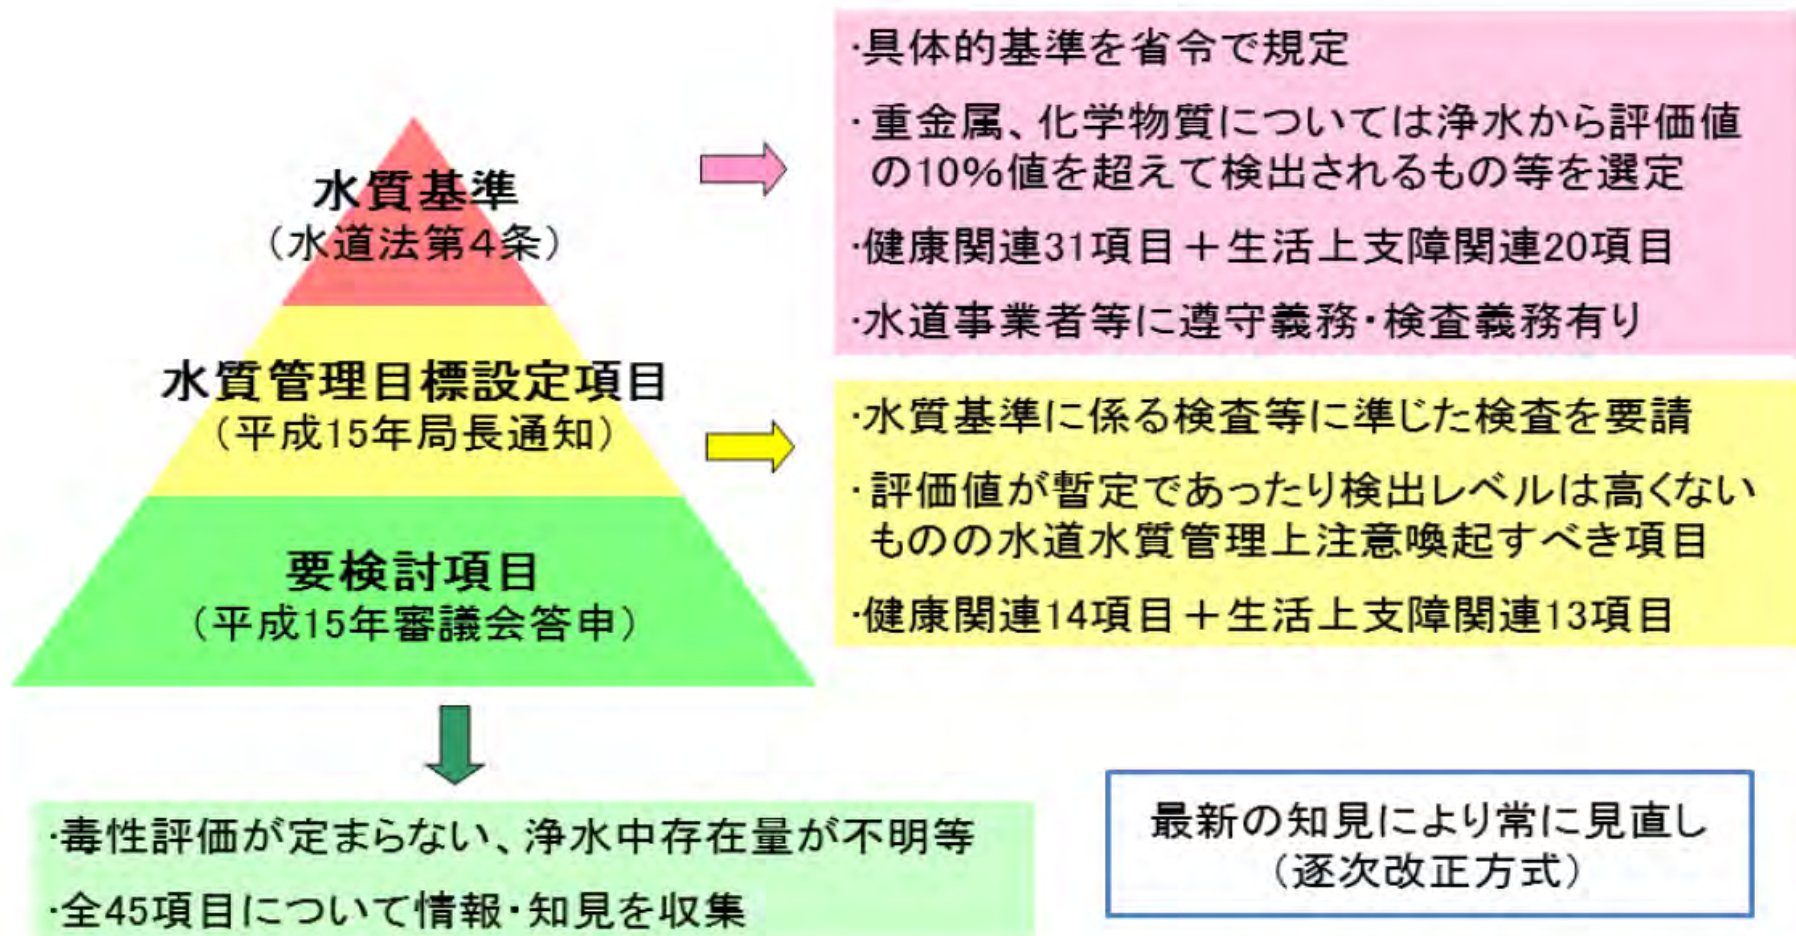 水質基準
（水道法第４条）
・具体的基準を省令で規定
・重金属、化学物質については浄水から評価値
の10％値を超えて検出されるもの等を選定
・健康関連31項目＋生活上支障関連20項目
・水道事業者等に遵守義務・検査義務有り
水質管理目標設定項目
（平成15年局長通知）
・水質基準に係る検査等に準じた検査を要請
・評価値が暫定であったり検出レベルは高くない
ものの水道水質管理上注意喚起すべき項目
・健康関連14項目＋生活上支障関連13項目
要検討項目
（平成15年審議会答申）
・毒性評価が定まらない、浄水中存在量が不明等
・全45項目について情報・知見を収集
最新の知見により常に見直し
（逐次改正方式）